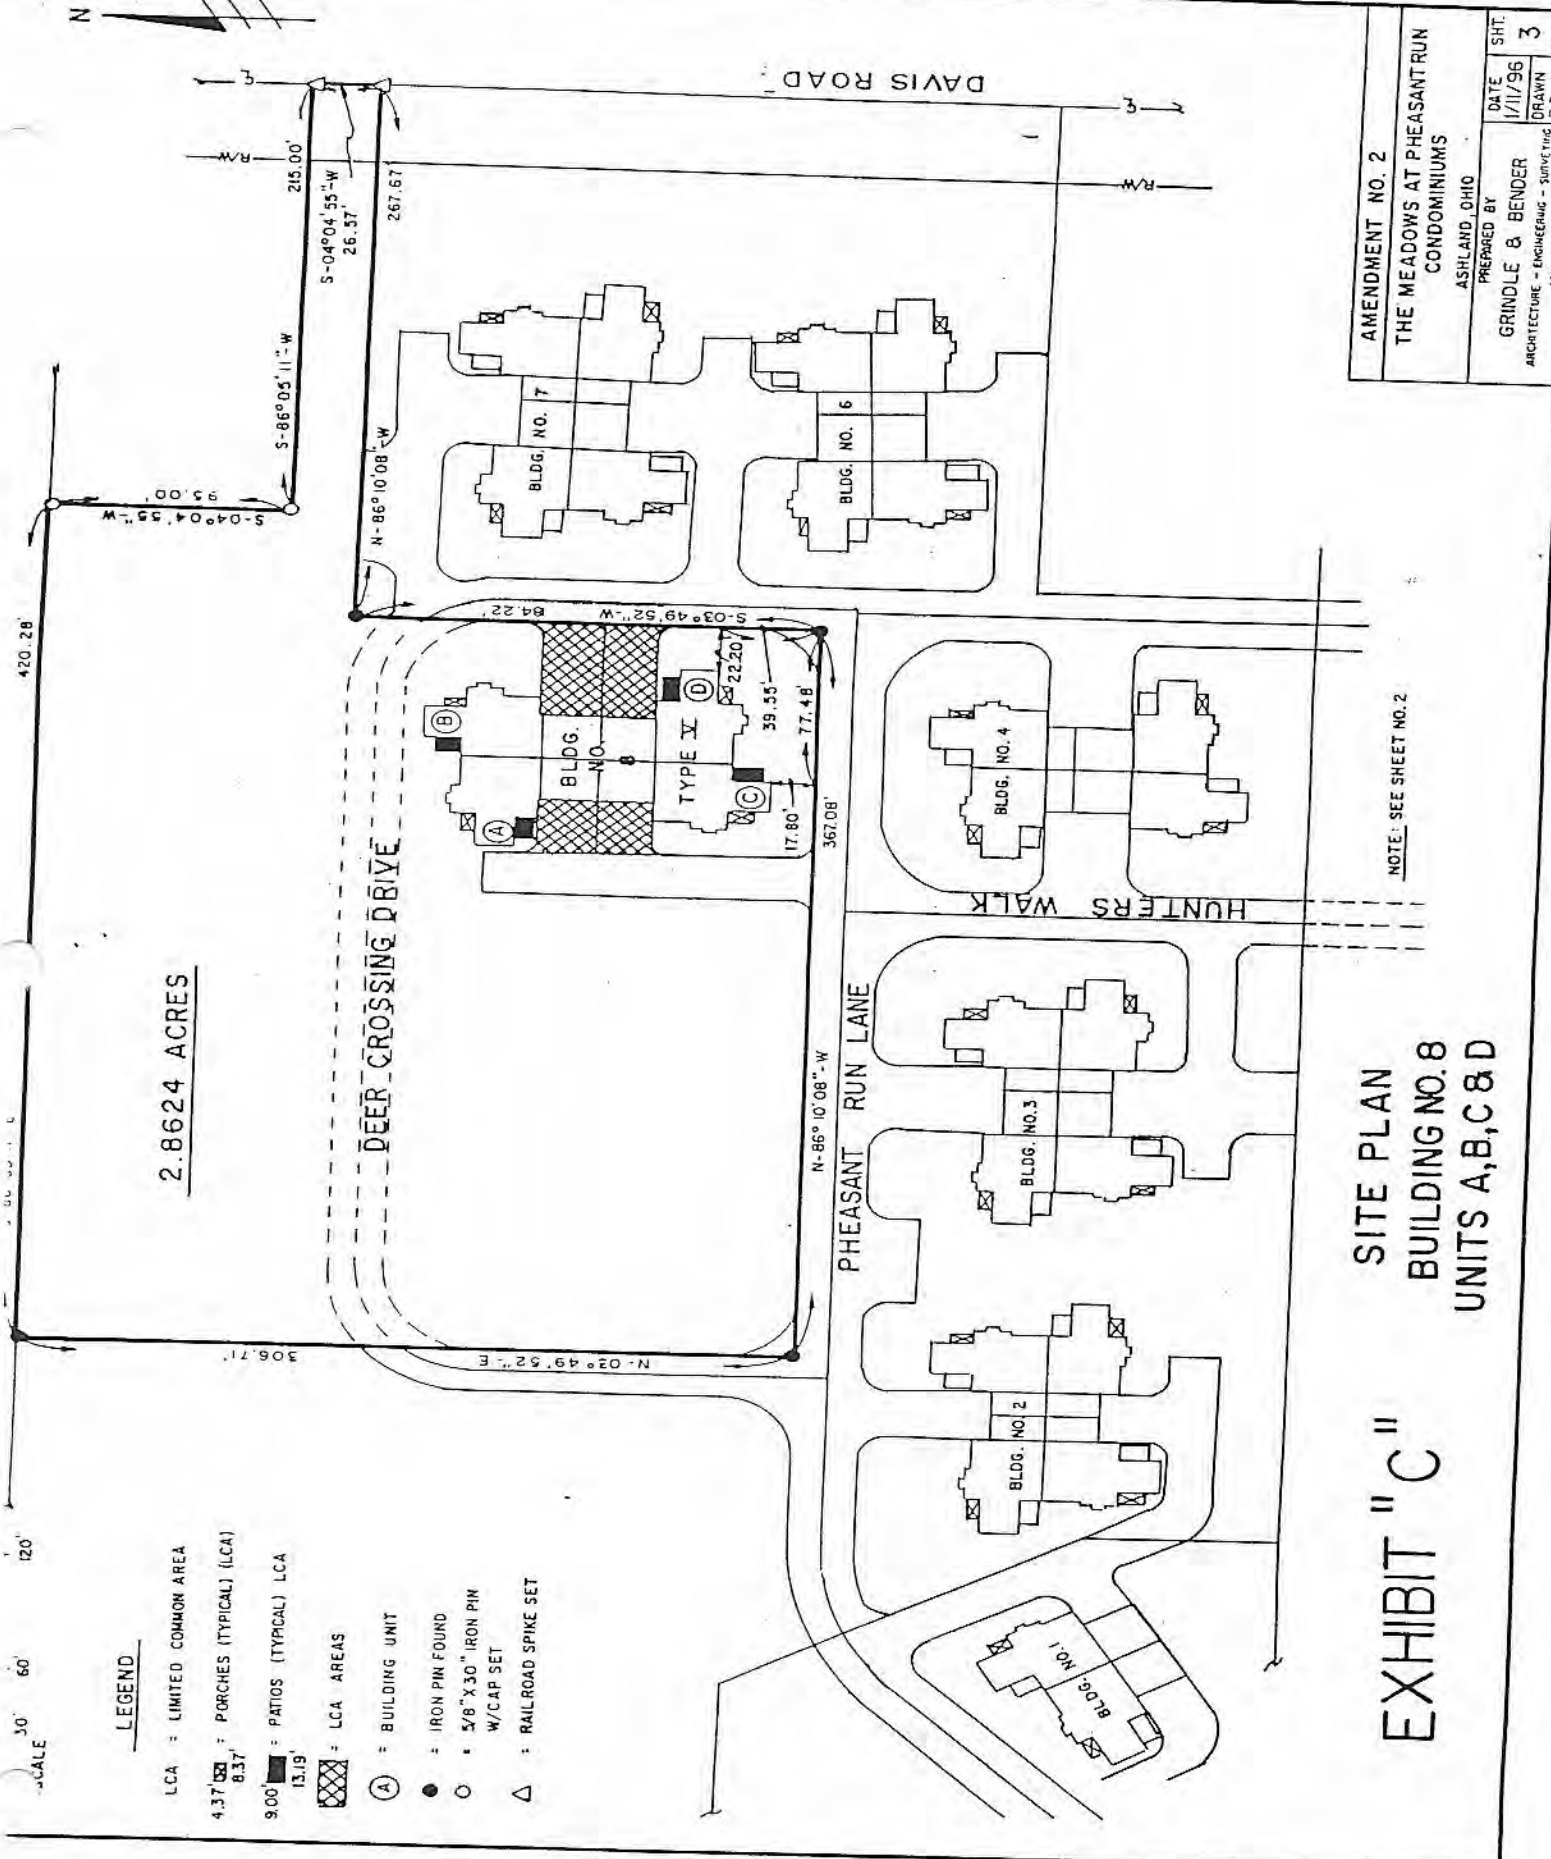 N
SCALE 30' 60' 120'
LEGEND
LCA = LIMITED COMMON AREA
4.37' = PORCHES (TYPICAL) (LCA)
8.37'
9.00' = PATIOS (TYPICAL) LCA
13.19'
= LCA AREAS
A = BUILDING UNIT
= IRON PIN FOUND
= 5/8" X 30" IRON PIN
W/CAP SET
= RAILROAD SPIKE SET
2.8624 ACRES
420.28'
S-04°04'55"-W
95.00'
S-86°05'11"-W
215.00'
S-04°04'55"-W
26.57'
267.67'
N-86°10'08"-W
84.22'
S-03°49'52"-W
306.71'
N-03°49'52"-E
N-86°10'08"-W
367.08'
17.80'
77.48'
39.55'
22.20'
DEER CROSSING DRIVE
A
B
C
D
BLDG.
NO.
8
TYPE V
PHEASANT RUN LANE
HUNTERS WALK
DAVIS ROAD
R/W
R/W
BLDG. NO. 7
BLDG. NO. 6
BLDG. NO. 4
BLDG. NO. 3
BLDG. NO. 2
BLDG. NO. 1
NOTE: SEE SHEET NO. 2
EXHIBIT "C"
SITE PLAN
BUILDING NO. 8
UNITS A,B,C & D
AMENDMENT NO. 2
THE MEADOWS AT PHEASANT RUN
CONDOMINIUMS
ASHLAND, OHIO
PREPARED BY
GRINDLE & BENDER
ARCHITECTURE - ENGINEERING - SURVEYING
DATE
1/11/96
DRAWN
SHT.
3